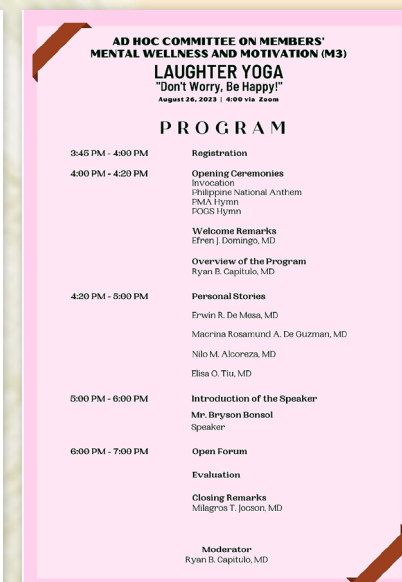 AD HOC COMMITTEE ON MEMBERS'
MENTAL WELLNESS AND MOTIVATION (M3)
LAUGHTER YOGA
"Don't Worry, Be Happy!"
August 26, 2023 | 4:00 via Zoom
PROGRAM
3:45 PM - 4:00 PM Registration
4:00 PM - 4:20 PM Opening Ceremonies
Invocation
Philippine National Anthem
PMA Hymn
POGS Hymn
Welcome Remarks
Efren J. Domingo, MD
Overview of the Program
Ryan B. Capitulo, MD
4:20 PM - 5:00 PM Personal Stories
Erwin R. De Mesa, MD
Macrina Rosamund A. De Guzman, MD
Nilo M. Alcoreza, MD
Elisa O. Tiu, MD
5:00 PM - 6:00 PM Introduction of the Speaker
Mr. Bryson Bonsol
Speaker
6:00 PM - 7:00 PM Open Forum
Evaluation
Closing Remarks
Milagros T. Jocson, MD
Moderator
Ryan B. Capitulo, MD